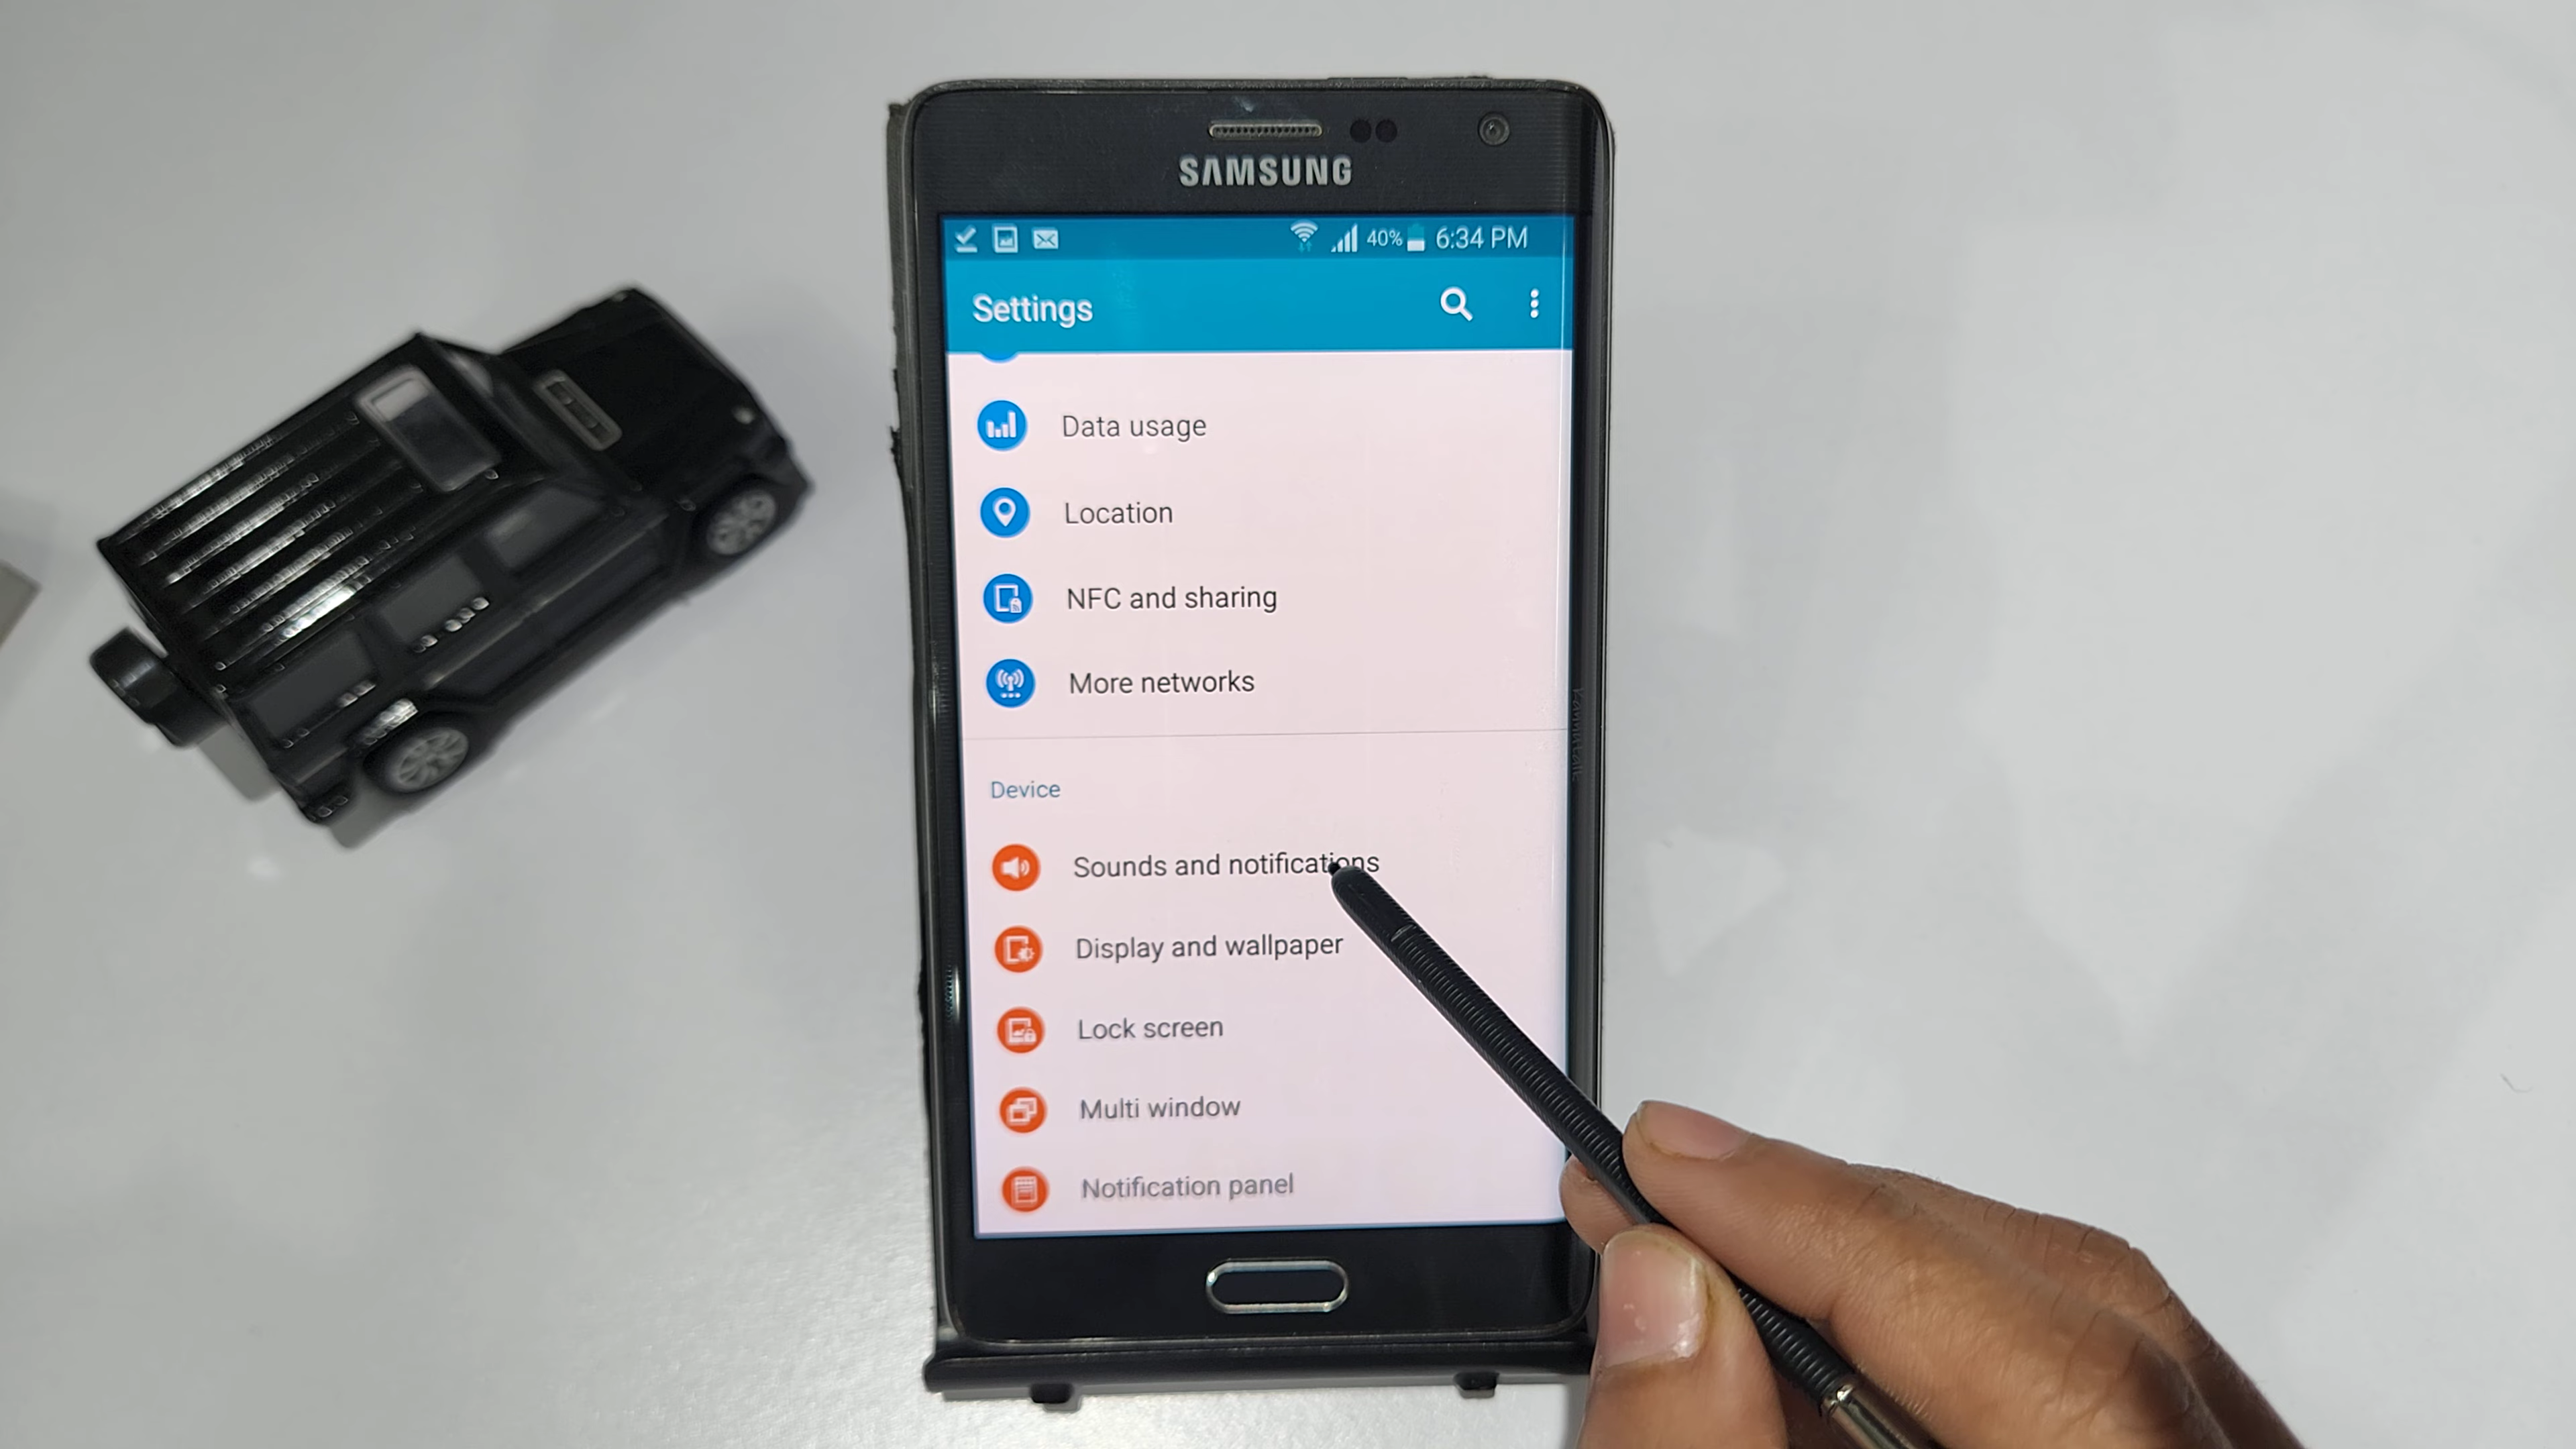 SAMSUNG
40% 6:34 PM
Settings
Data usage
Location
NFC and sharing
More networks
Device
Sounds and notifications
Display and wallpaper
Lock screen
Multi window
Notification panel